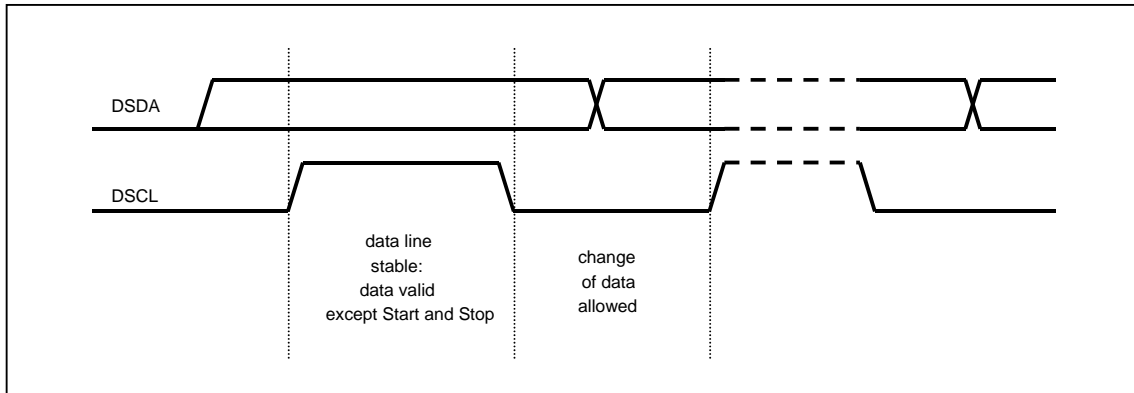 DSDA
DSCL
data line
stable:
data valid
except Start and Stop
change
of data
allowed